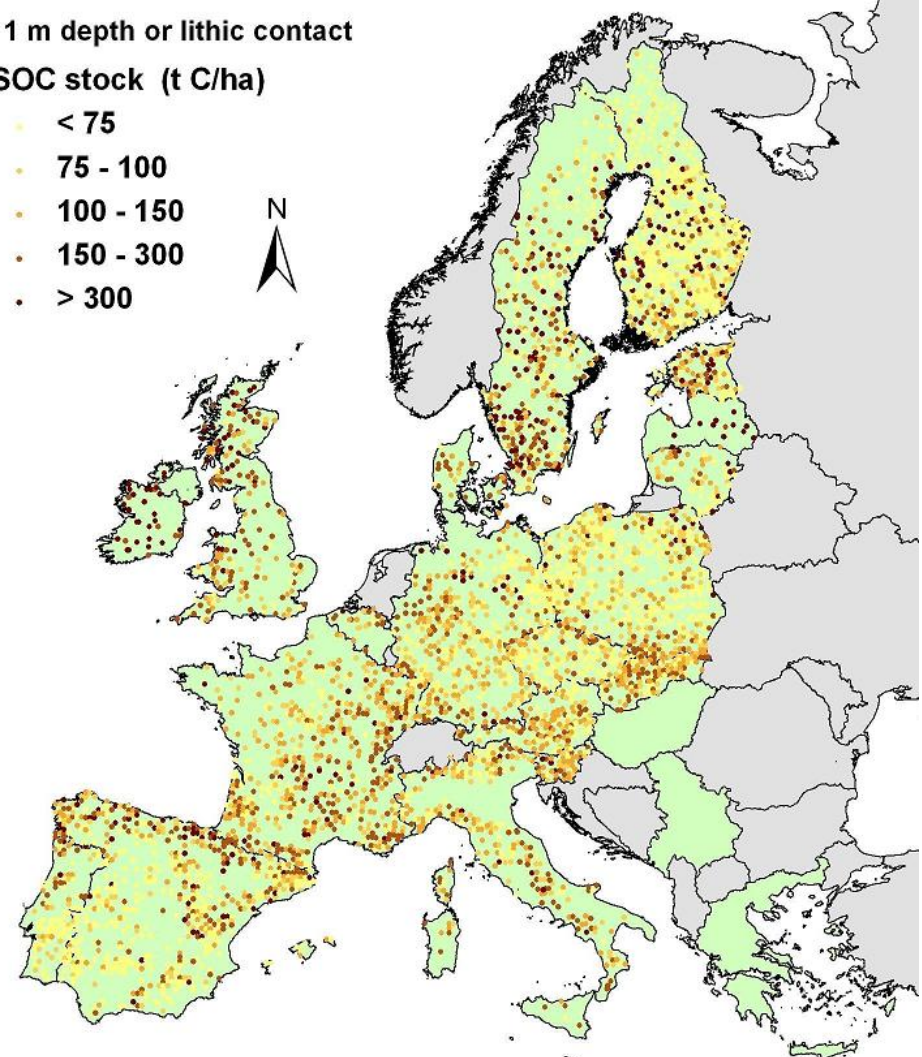 1 m depth or lithic contact
SOC stock (t C/ha)
< 75
75 - 100
100 - 150
150 - 300
> 300
N